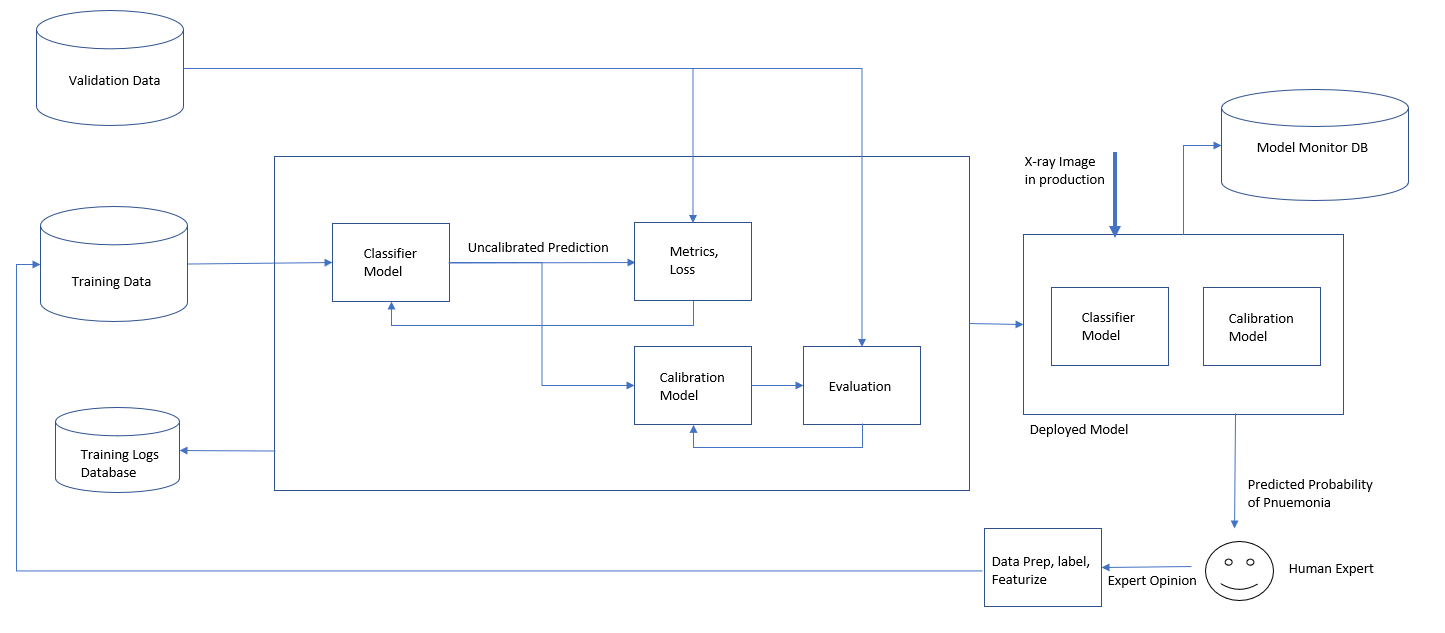 Validation Data
Model Monitor DB
X-ray Image
in production
Training Data
Classifier
Model
Uncalibrated Prediction
Metrics,
Loss
Classifier
Model
Calibration
Model
Calibration
Model
Evaluation
Deployed Model
Training Logs
Database
Predicted Probability
of Pnuemonia
Data Prep, label,
Featurize
Expert Opinion
Human Expert